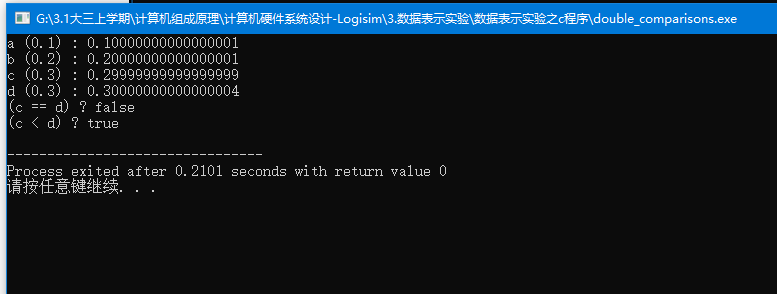 G:\3.1大三上学期\计算机组成原理\计算机硬件系统设计-Logisim\3.数据表示实验\数据表示实验之c程序\double_comparisons.exe
a (0.1) : 0.10000000000000001
b (0.2) : 0.20000000000000001
c (0.3) : 0.29999999999999999
d (0.3) : 0.30000000000000004
(c == d) ? false
(c < d) ? true
--------------------------------
Process exited after 0.2101 seconds with return value 0
请按任意键继续. . .